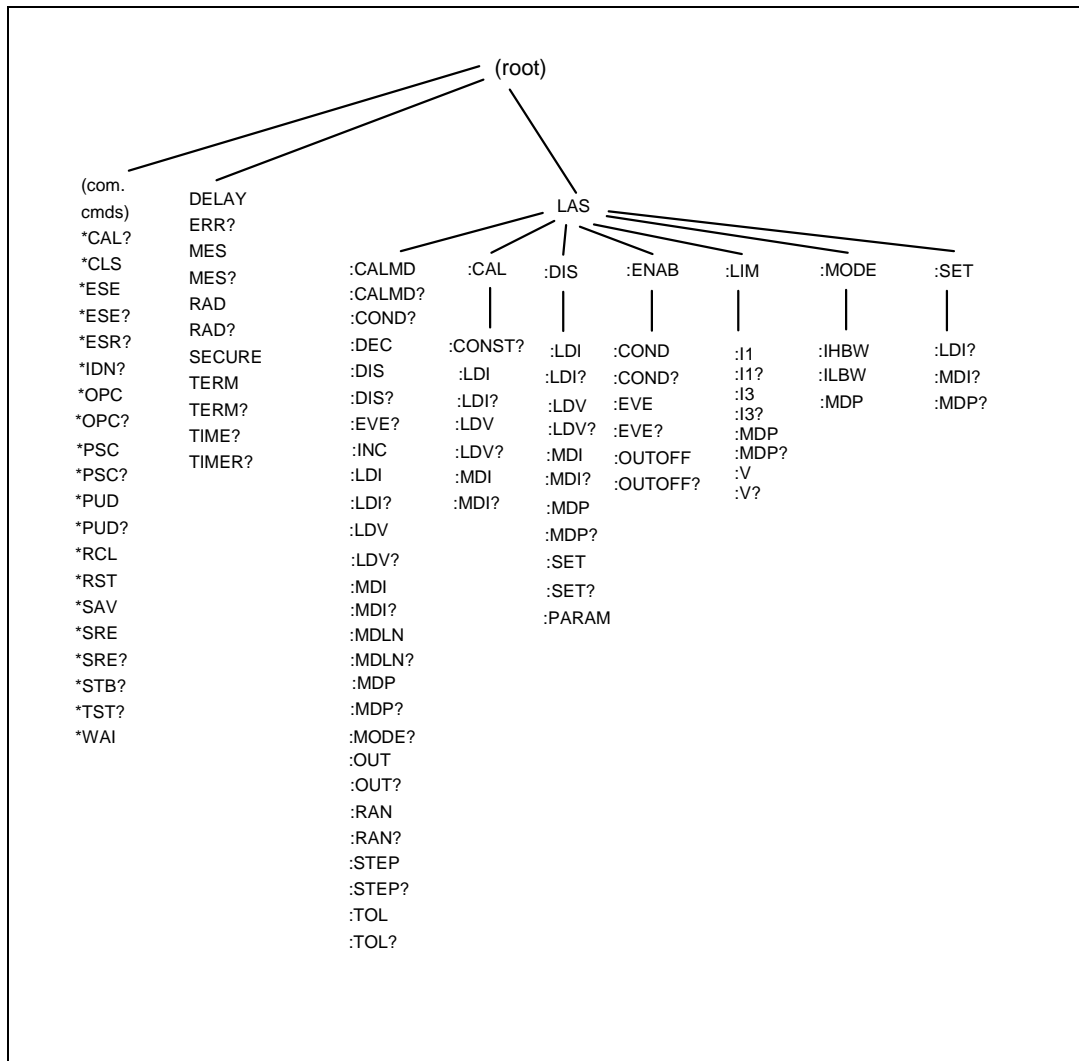 (root)
(com.
cmds)
*CAL?
*CLS
*ESE
*ESE?
*ESR?
*IDN?
*OPC
*OPC?
*PSC
*PSC?
*PUD
*PUD?
*RCL
*RST
*SAV
*SRE
*SRE?
*STB?
*TST?
*WAI
DELAY
ERR?
MES
MES?
RAD
RAD?
SECURE
TERM
TERM?
TIME?
TIMER?
LAS
:CALMD
:CALMD?
:COND?
:DEC
:DIS
:DIS?
:EVE?
:INC
:LDI
:LDI?
:LDV
:LDV?
:MDI
:MDI?
:MDLN
:MDLN?
:MDP
:MDP?
:MODE?
:OUT
:OUT?
:RAN
:RAN?
:STEP
:STEP?
:TOL
:TOL?
:CAL
:CONST?
:LDI
:LDI?
:LDV
:LDV?
:MDI
:MDI?
:DIS
:LDI
:LDI?
:LDV
:LDV?
:MDI
:MDI?
:MDP
:MDP?
:SET
:SET?
:PARAM
:ENAB
:COND
:COND?
:EVE
:EVE?
:OUTOFF
:OUTOFF?
:LIM
:I1
:I1?
:I3
:I3?
:MDP
:MDP?
:V
:V?
:MODE
:IHBW
:ILBW
:MDP
:SET
:LDI?
:MDI?
:MDP?